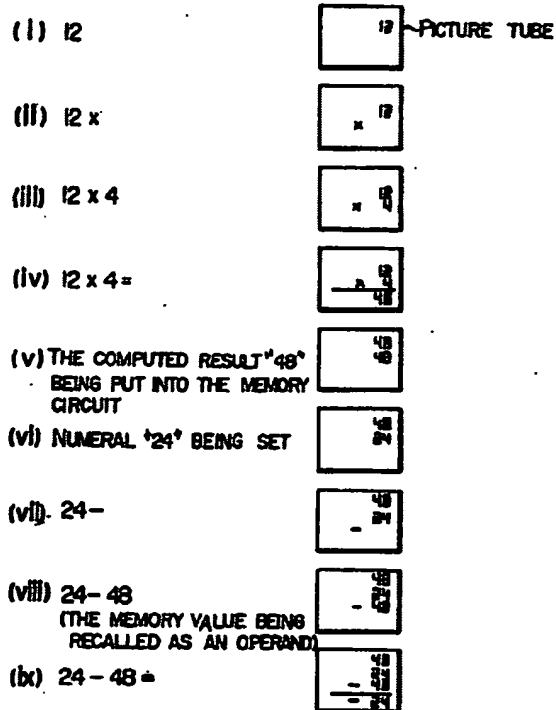 (i) 12
12 PICTURE TUBE
(ii) 12 x
x 12
(iii) 12 x 4
x
(iv) 12 x 4 =
(v) THE COMPUTED RESULT "48"
BEING PUT INTO THE MEMORY
CIRCUIT
(vi) NUMERAL "24" BEING SET
(vii). 24-
-
(viii) 24-48
(THE MEMORY VALUE BEING
RECALLED AS AN OPERAND)
-
(ix) 24-48 =
-